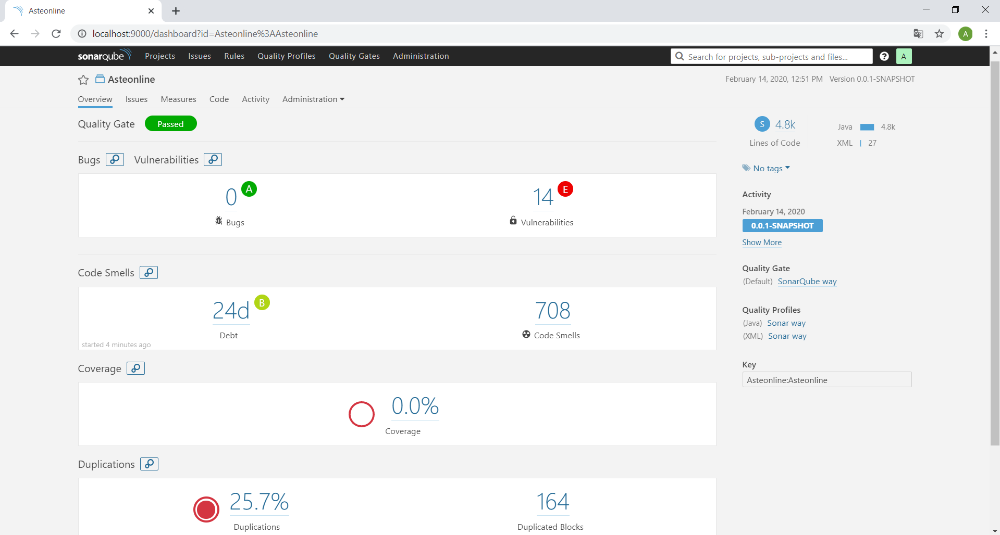 Asteonline
localhost:9000/dashboard?id=Asteonline%3AAsteonline
A
sonarqube Projects Issues Rules Quality Profiles Quality Gates Administration
Search for projects, sub-projects and files...
? A
Asteonline
February 14, 2020, 12:51 PM Version 0.0.1-SNAPSHOT
Overview Issues Measures Code Activity Administration
Quality Gate Passed
Bugs Vulnerabilities
0 A
Bugs
14 E
Vulnerabilities
Code Smells
24d B
Debt
708
Code Smells
started 4 minutes ago
Coverage
0.0%
Coverage
Duplications
25.7%
Duplications
164
Duplicated Blocks
S 4.8k
Lines of Code
Java 4.8k
XML 27
No tags
Activity
February 14, 2020
0.0.1-SNAPSHOT
Show More
Quality Gate
(Default) SonarQube way
Quality Profiles
(Java) Sonar way
(XML) Sonar way
Key
Asteonline:Asteonline